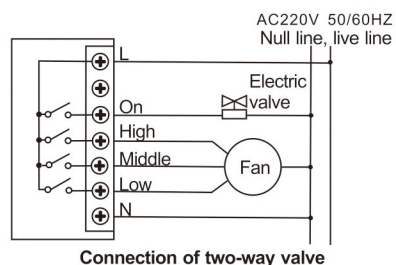 AC220V 50/60HZ
Null line, live line
L
Electric
valve
On
High
Middle
Fan
Low
N
Connection of two-way valve